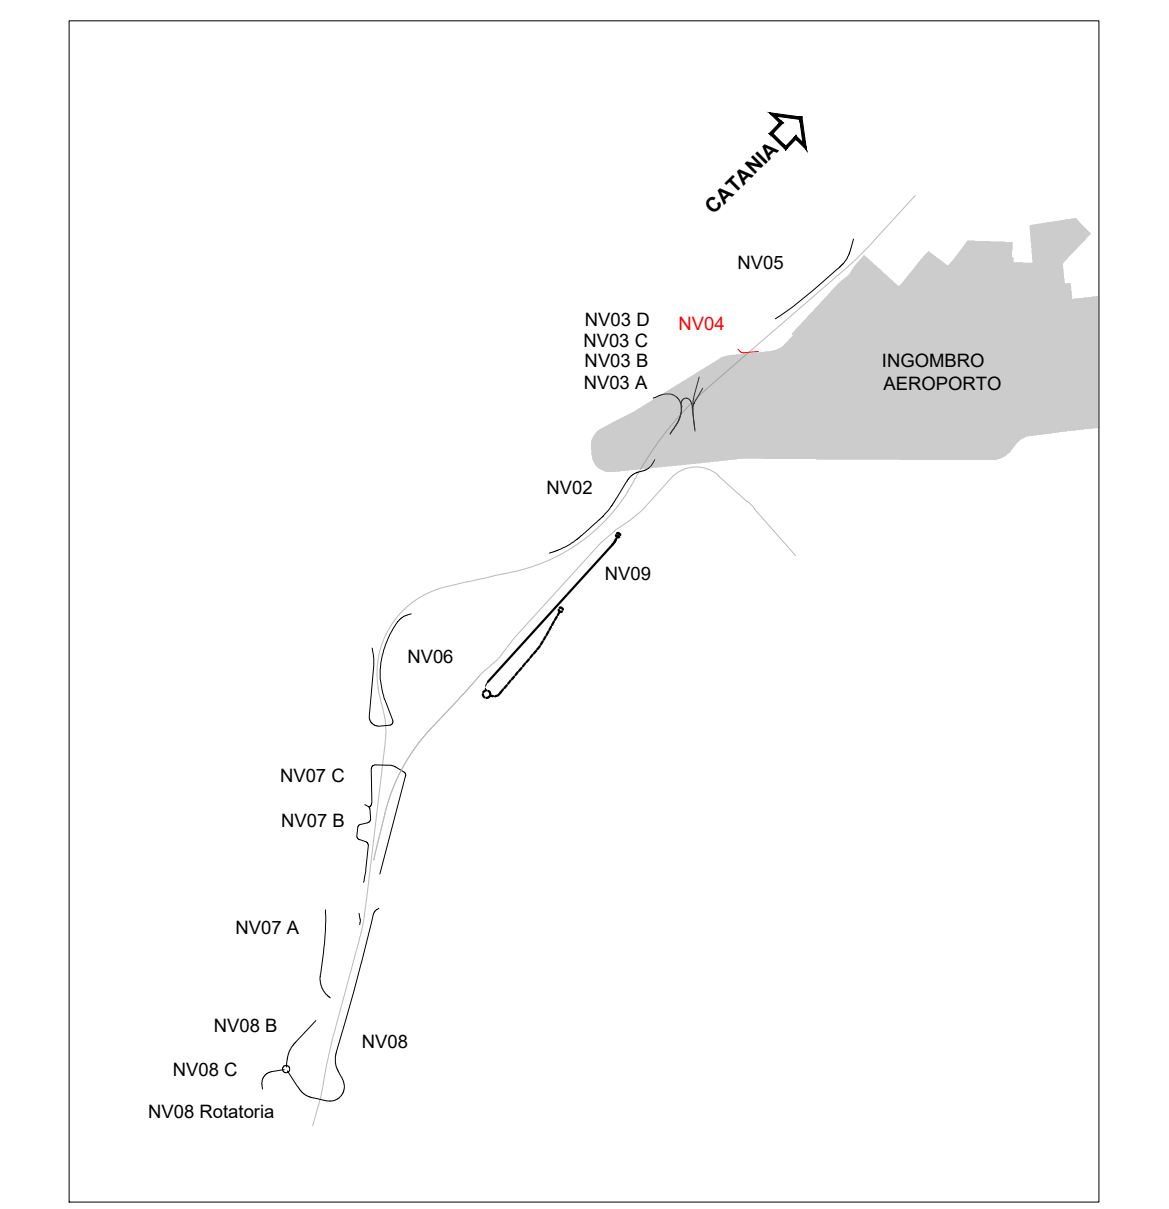 CATANIA
NV05
NV03 D
NV04
NV03 C
NV03 B
NV03 A
INGOMBRO
AEROPORTO
NV02
NV09
NV06
NV07 C
NV07 B
NV07 A
NV08 B
NV08
NV08 C
NV08 Rotatoria